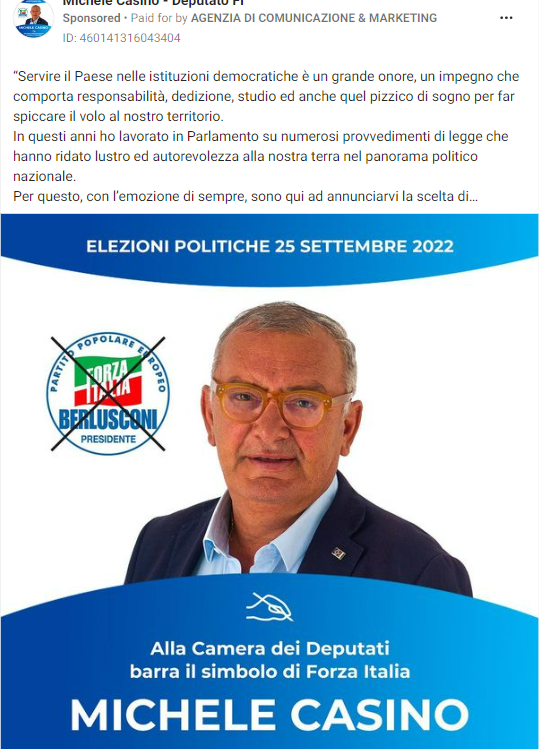 Michele Casino - Deputato FI
Sponsored • Paid for by AGENZIA DI COMUNICAZIONE & MARKETING
ID: 460141316043404
“Servire il Paese nelle istituzioni democratiche è un grande onore, un impegno che
comporta responsabilità, dedizione, studio ed anche quel pizzico di sogno per far
spiccare il volo al nostro territorio.
In questi anni ho lavorato in Parlamento su numerosi provvedimenti di legge che
hanno ridato lustro ed autorevolezza alla nostra terra nel panorama politico
nazionale.
Per questo, con l’emozione di sempre, sono qui ad annunciarvi la scelta di...
ELEZIONI POLITICHE 25 SETTEMBRE 2022
PARTITO POPOLARE EUROPEO
FORZA
ITALIA
BERLUSCONI
PRESIDENTE
Alla Camera dei Deputati
barra il simbolo di Forza Italia
MICHELE CASINO